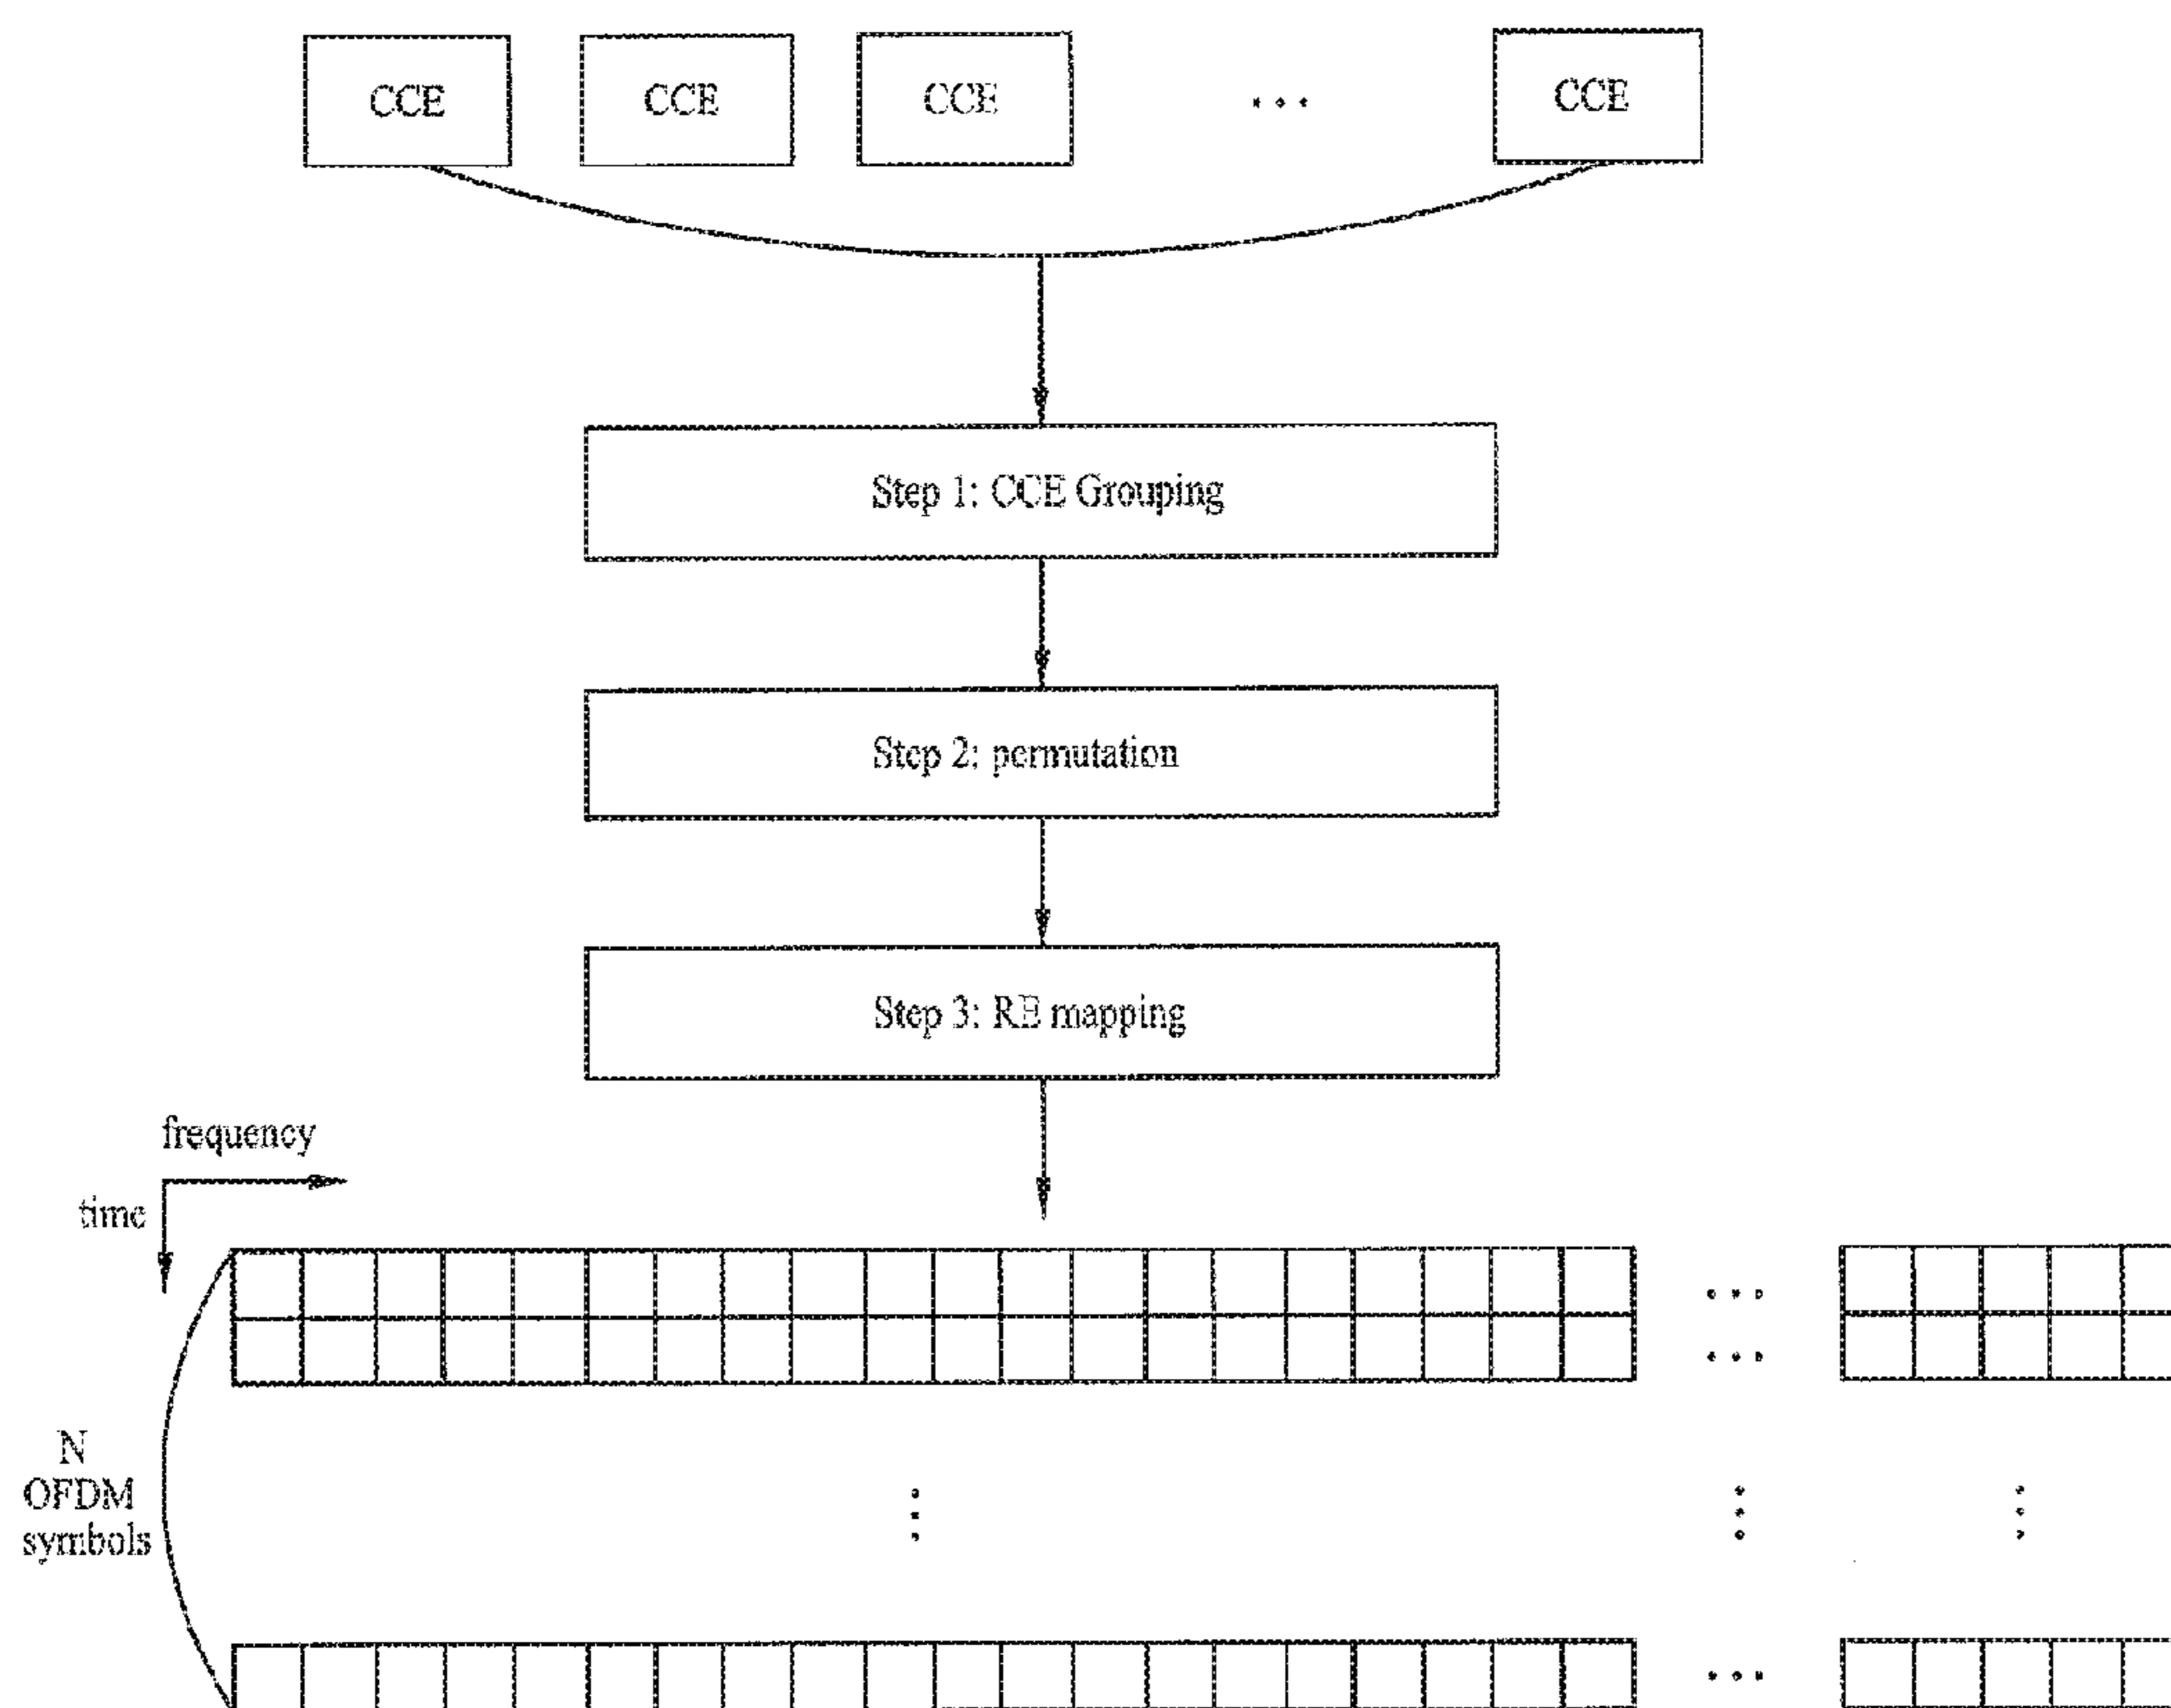 CCE
CCE
CCE
...
CCE
Step 1: CCE Grouping
Step 2: permutation
Step 3: RE mapping
frequency
time
N
OFDM
symbols